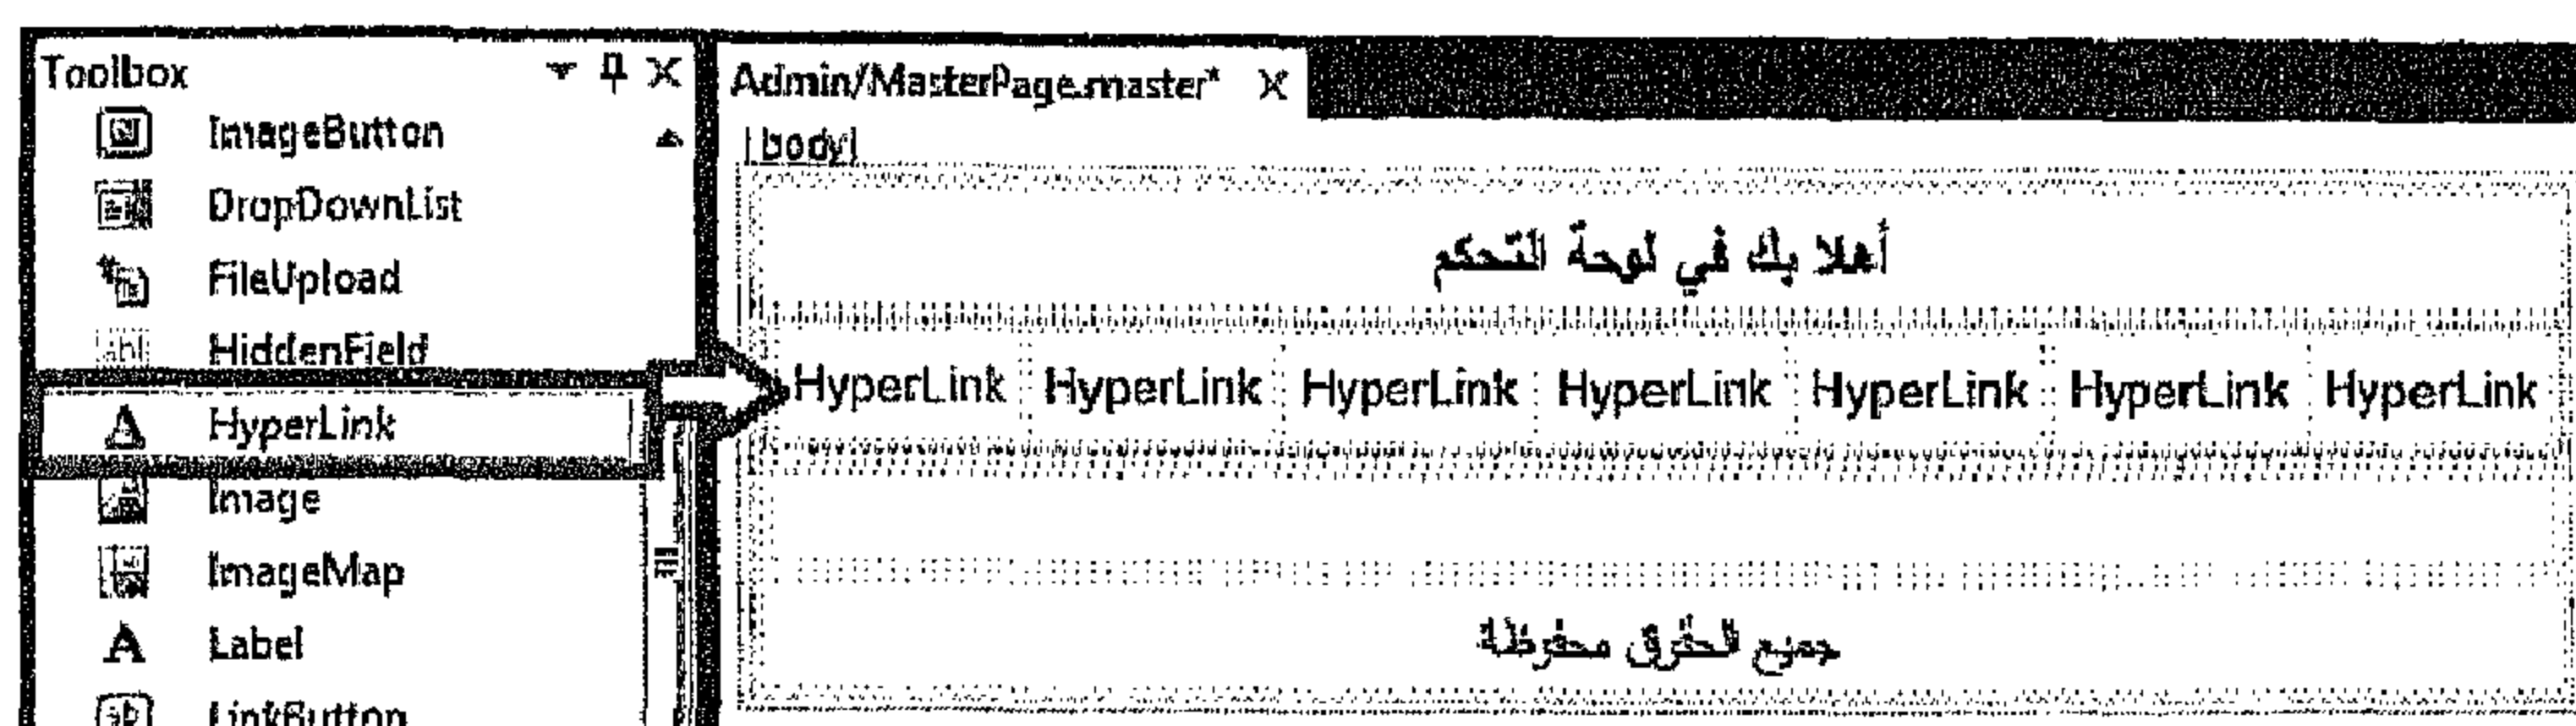 Toolbox
ImageButton
DropDownList
FileUpload
HiddenField
HyperLink
Image
ImageMap
Label
LinkButton
Admin/MasterPage.master*
body
أهلا بك في لوحة التحكم
HyperLink HyperLink HyperLink HyperLink HyperLink HyperLink HyperLink
جميع الحقوق محفوظة